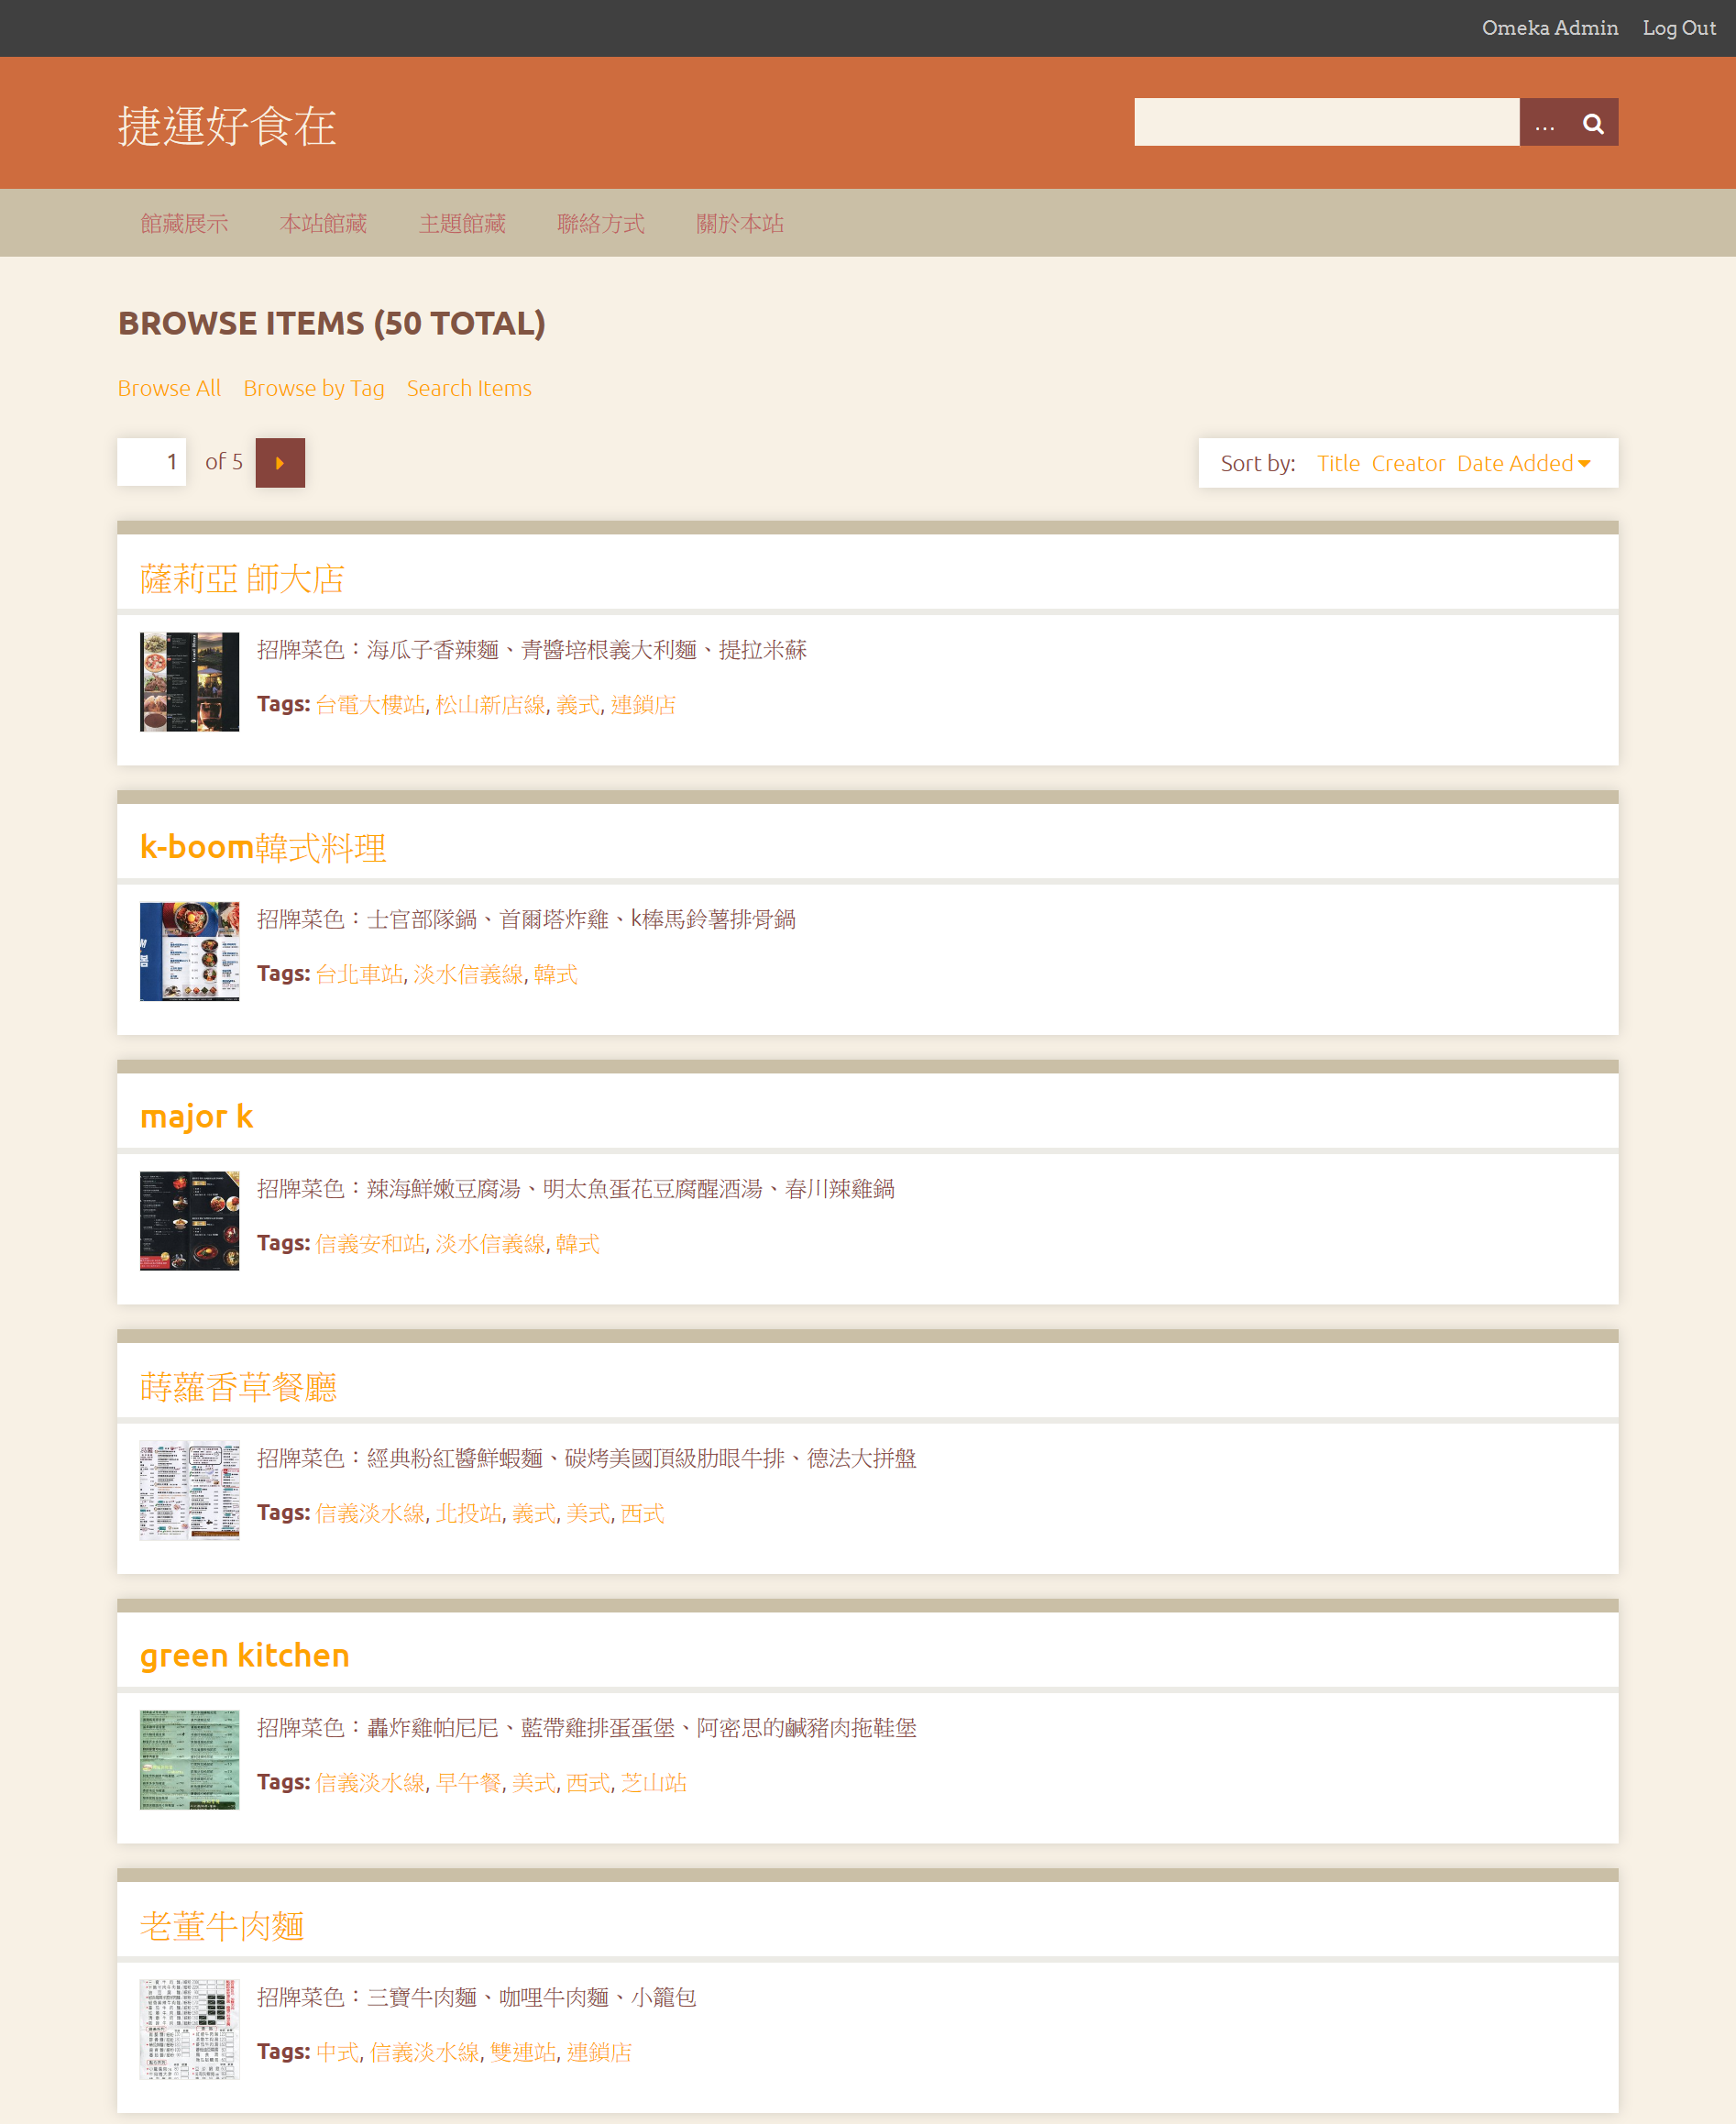 Omeka Admin Log Out
捷運好食在
...
館藏展示 本站館藏 主題館藏 聯絡方式 關於本站
BROWSE ITEMS (50 TOTAL)
Browse All Browse by Tag Search Items
1 of 5 Sort by: Title Creator Date Added
薩莉亞 師大店
招牌菜色：海瓜子香辣麵、青醬培根義大利麵、提拉米蘇
Tags: 台電大樓站, 松山新店線, 義式, 連鎖店
k-boom韓式料理
招牌菜色：士官部隊鍋、首爾塔炸雞、k棒馬鈴薯排骨鍋
Tags: 台北車站, 淡水信義線, 韓式
major k
招牌菜色：辣海鮮嫩豆腐湯、明太魚蛋花豆腐醒酒湯、春川辣雞鍋
Tags: 信義安和站, 淡水信義線, 韓式
蒔蘿香草餐廳
招牌菜色：經典粉紅醬鮮蝦麵、碳烤美國頂級肋眼牛排、德法大拼盤
Tags: 信義淡水線, 北投站, 義式, 美式, 西式
green kitchen
招牌菜色：轟炸雞帕尼尼、藍帶雞排蛋蛋堡、阿密思的鹹豬肉拖鞋堡
Tags: 信義淡水線, 早午餐, 美式, 西式, 芝山站
老董牛肉麵
招牌菜色：三寶牛肉麵、咖哩牛肉麵、小籠包
Tags: 中式, 信義淡水線, 雙連站, 連鎖店